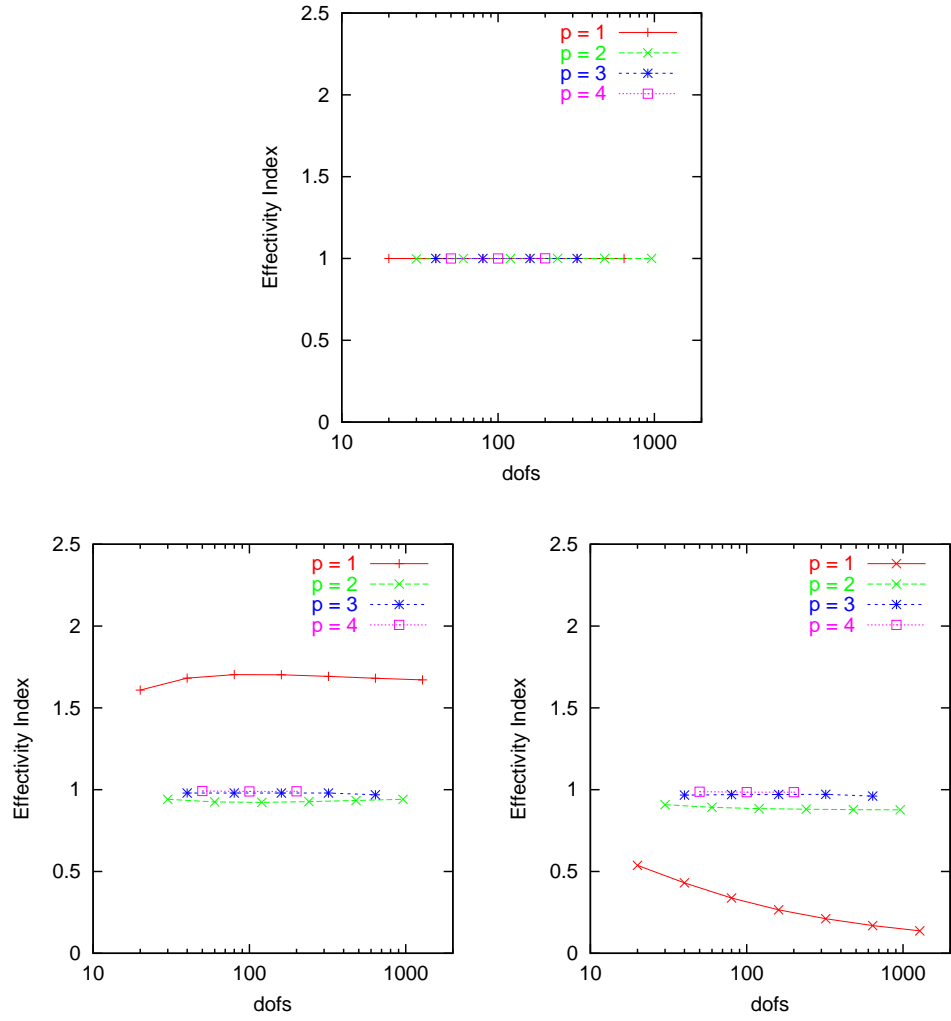 2.5
2
1.5
1
0.5
0
10
100
1000
Effectivity Index
dofs
p = 1
p = 2
p = 3
p = 4
2.5
2
1.5
1
0.5
0
10
100
1000
Effectivity Index
dofs
p = 1
p = 2
p = 3
p = 4
2.5
2
1.5
1
0.5
0
10
100
1000
Effectivity Index
dofs
p = 1
p = 2
p = 3
p = 4